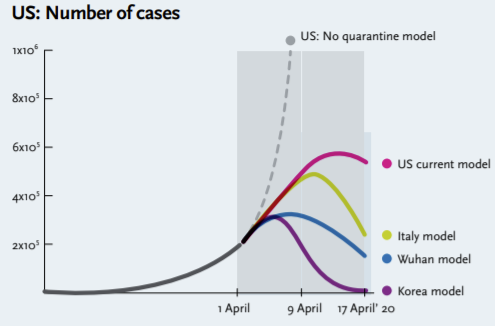 US: Number of cases
US: No quarantine model
1x10⁶
8x10⁵
6x10⁵
US current model
4x10⁵
Italy model
2x10⁵
Wuhan model
Korea model
1 April
9 April
17 April' 20